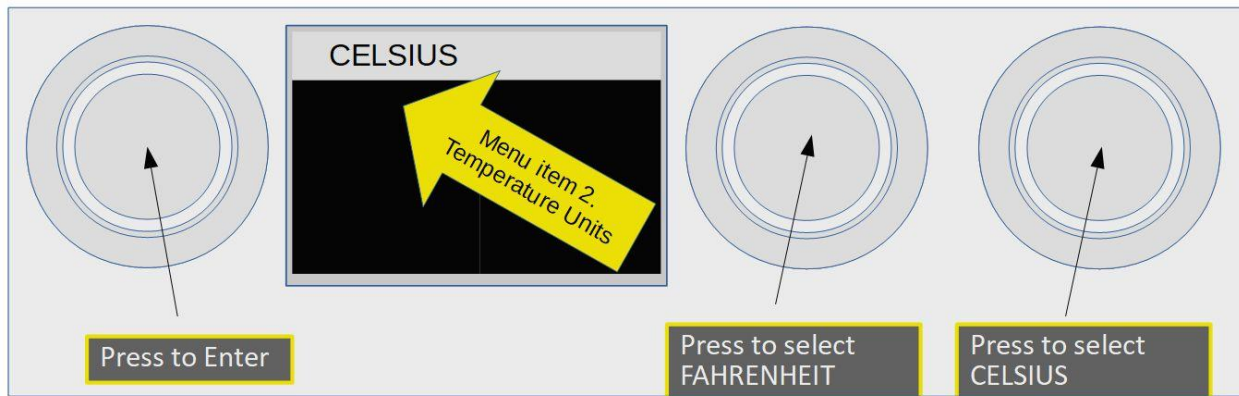 CELSIUS
Menu item 2.
Temperature Units
Press to Enter
Press to select
FAHRENHEIT
Press to select
CELSIUS